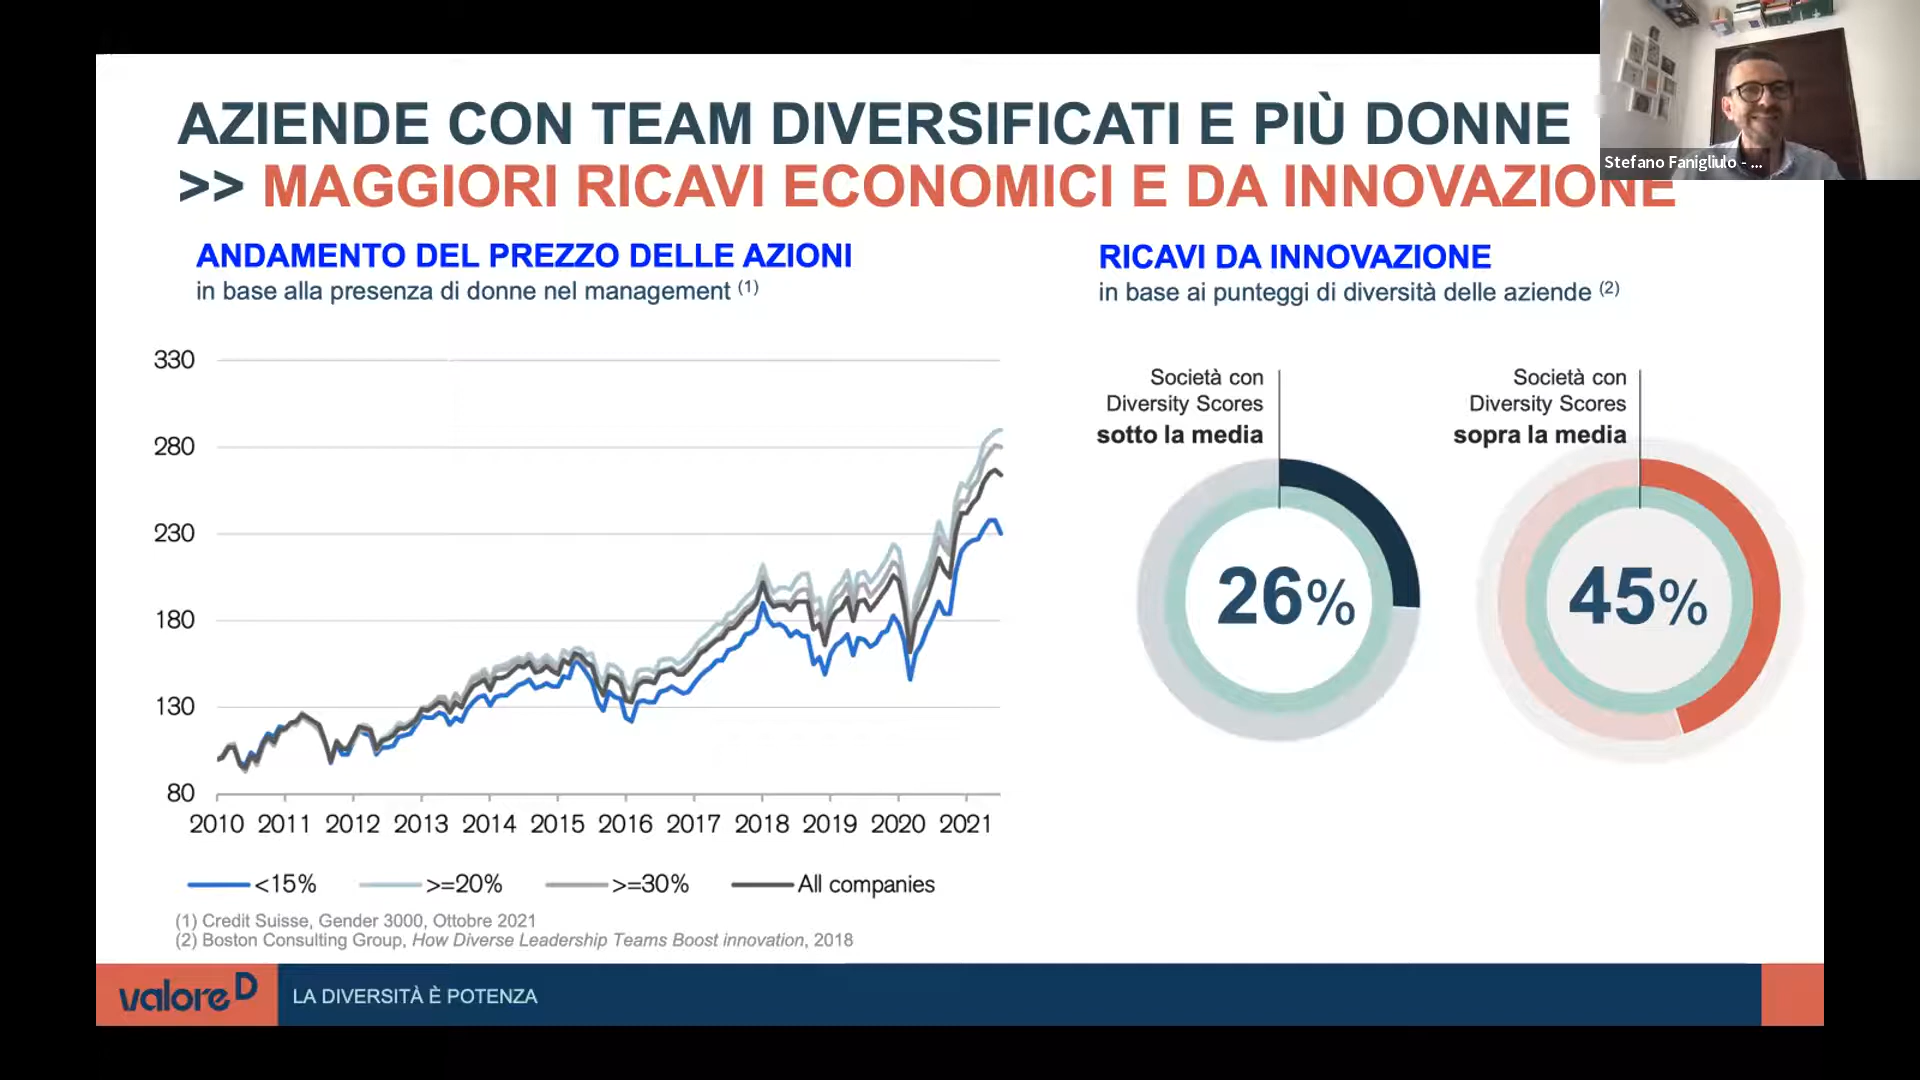 AZIENDE CON TEAM DIVERSIFICATI E PIÙ DONNE
>> MAGGIORI RICAVI ECONOMICI E DA INNOVAZIONE
Stefano Fanigliulo - ...
ANDAMENTO DEL PREZZO DELLE AZIONI
in base alla presenza di donne nel management (1)
330
280
230
180
130
80
2010 2011 2012 2013 2014 2015 2016 2017 2018 2019 2020 2021
<15% >=20% >=30% All companies
RICAVI DA INNOVAZIONE
in base ai punteggi di diversità delle aziende (2)
Società con
Diversity Scores
sotto la media
26%
Società con
Diversity Scores
sopra la media
45%
(1) Credit Suisse, Gender 3000, Ottobre 2021
(2) Boston Consulting Group, How Diverse Leadership Teams Boost innovation, 2018
valore D
LA DIVERSITÀ È POTENZA